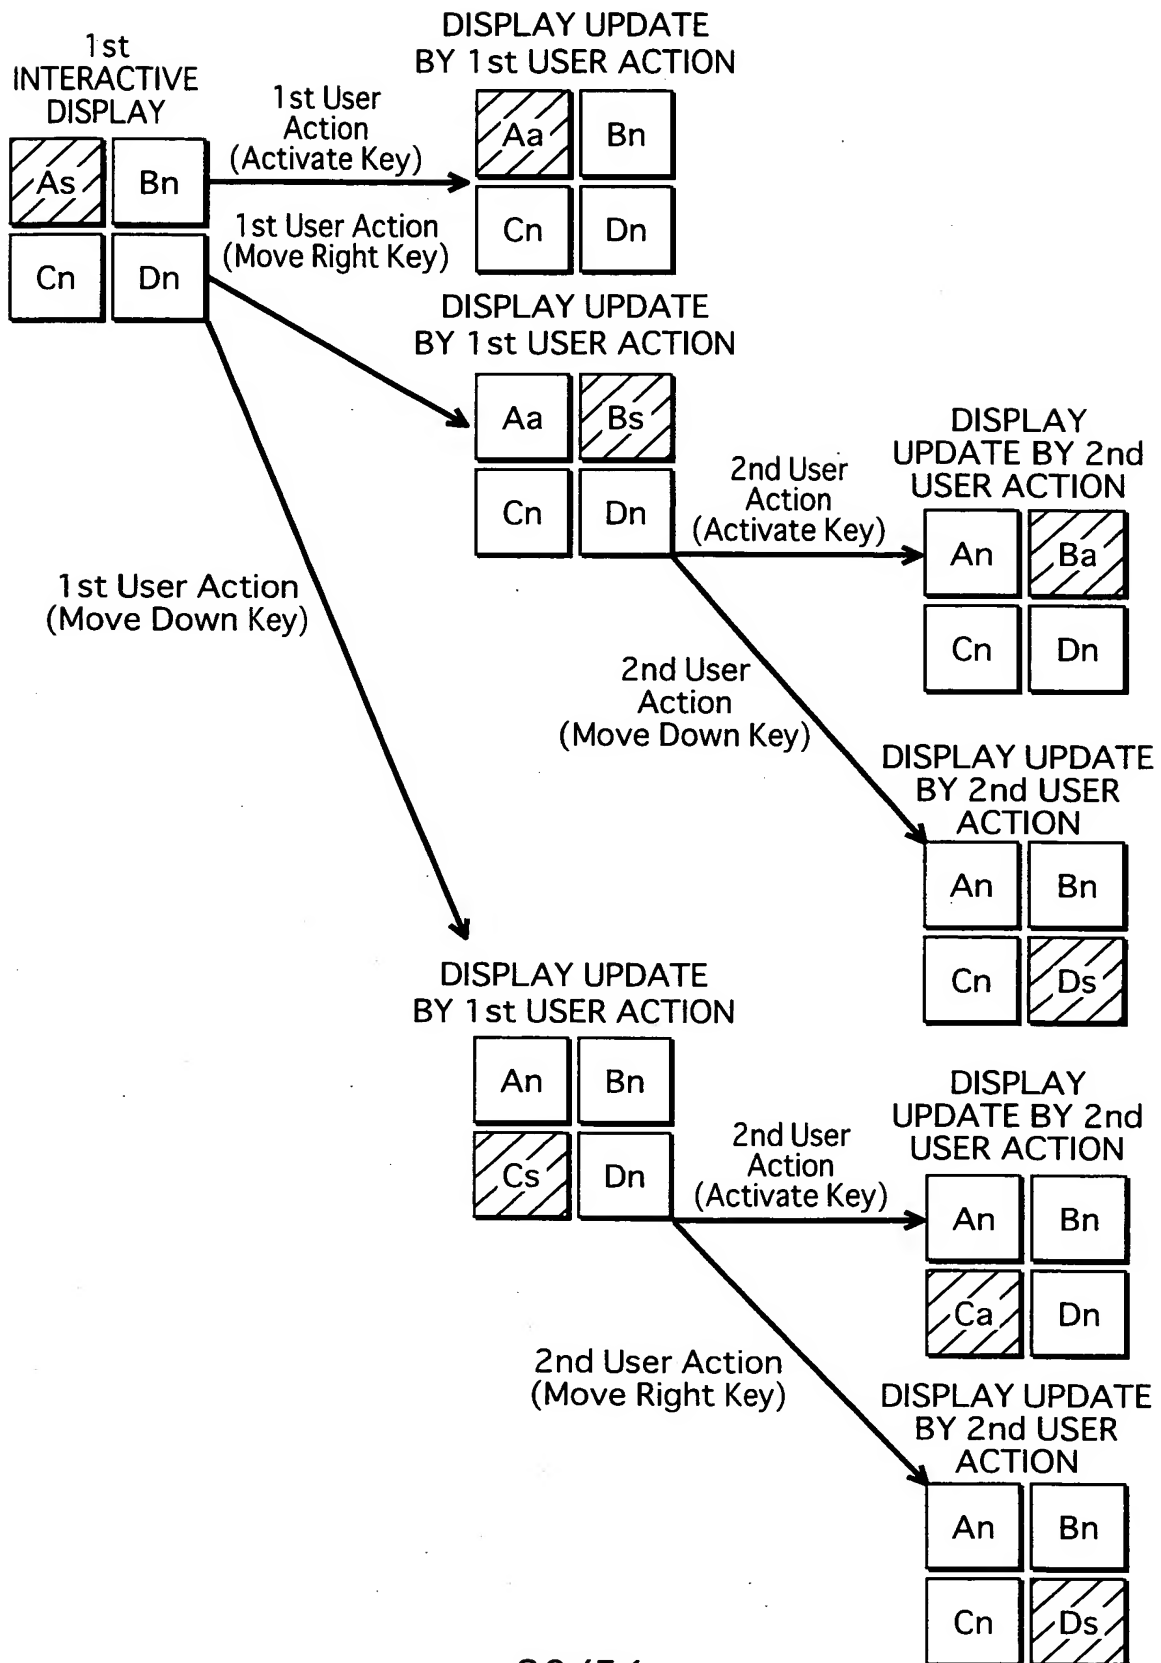 1st
INTERACTIVE
DISPLAY
As Bn
Cn Dn
1st User
Action
(Activate Key)
DISPLAY UPDATE
BY 1st USER ACTION
Aa Bn
Cn Dn
1st User Action
(Move Right Key)
DISPLAY UPDATE
BY 1st USER ACTION
Aa Bs
Cn Dn
2nd User
Action
(Activate Key)
DISPLAY
UPDATE BY 2nd
USER ACTION
An Ba
Cn Dn
1st User Action
(Move Down Key)
2nd User
Action
(Move Down Key)
DISPLAY UPDATE
BY 2nd USER
ACTION
An Bn
Cn Ds
DISPLAY UPDATE
BY 1st USER ACTION
An Bn
Cs Dn
2nd User
Action
(Activate Key)
DISPLAY
UPDATE BY 2nd
USER ACTION
An Bn
Ca Dn
2nd User Action
(Move Right Key)
DISPLAY UPDATE
BY 2nd USER
ACTION
An Bn
Cn Ds